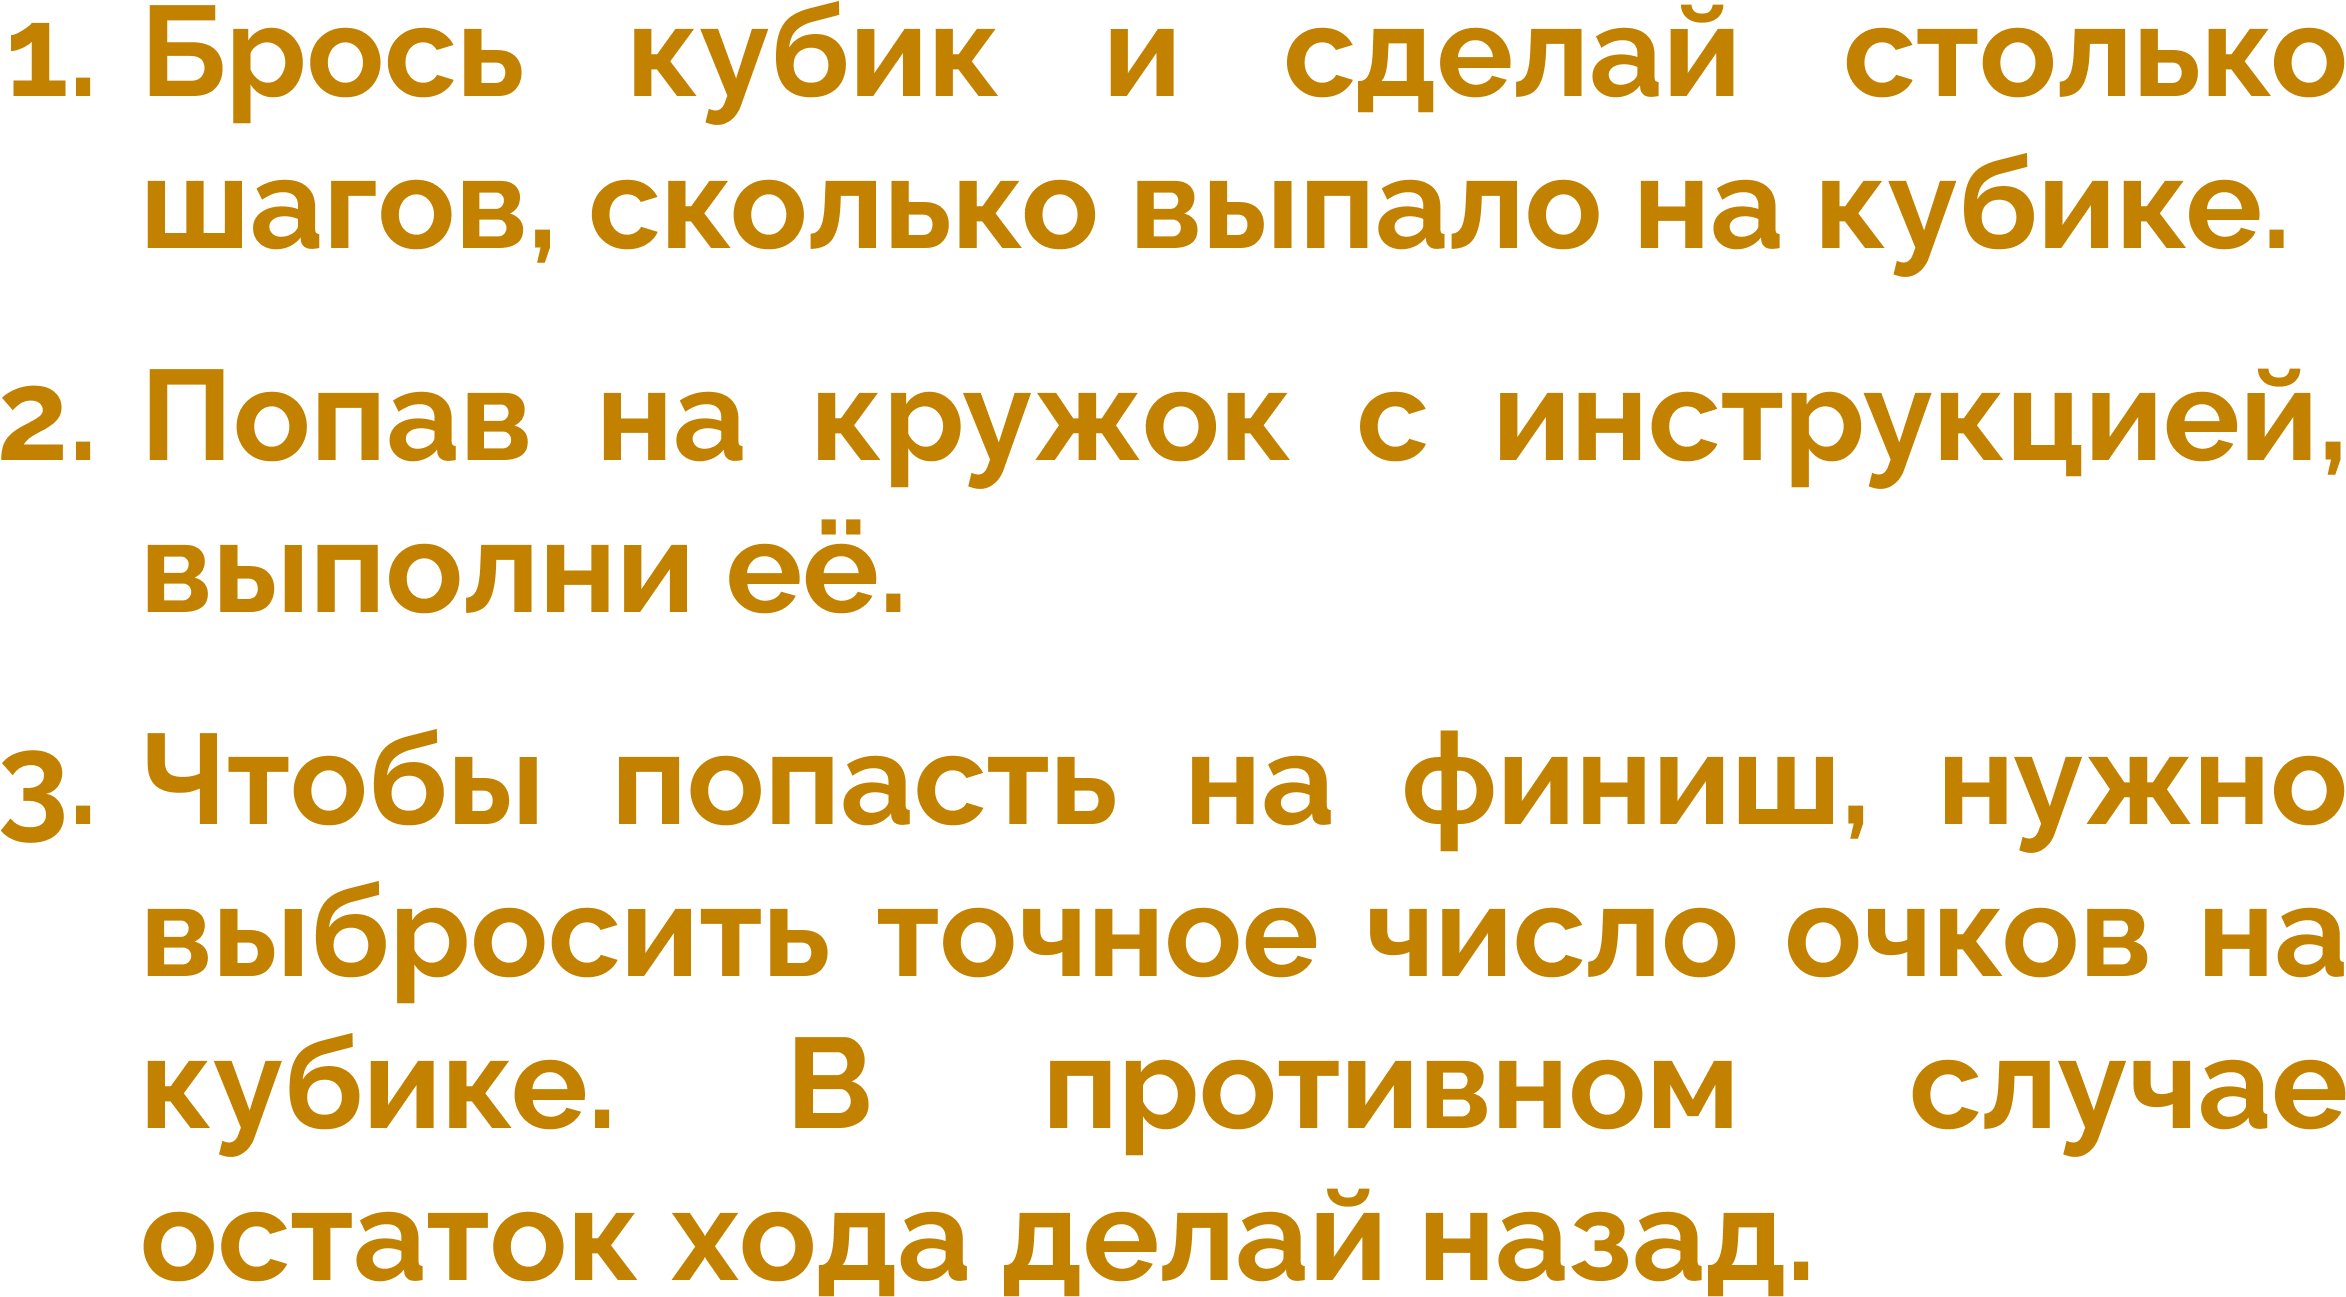 1. Брось кубик и сделай столько
шагов, сколько выпало на кубике.
2. Попав на кружок с инструкцией,
выполни её.
3. Чтобы попасть на финиш, нужно
выбросить точное число очков на
кубике. В противном случае
остаток хода делай назад.